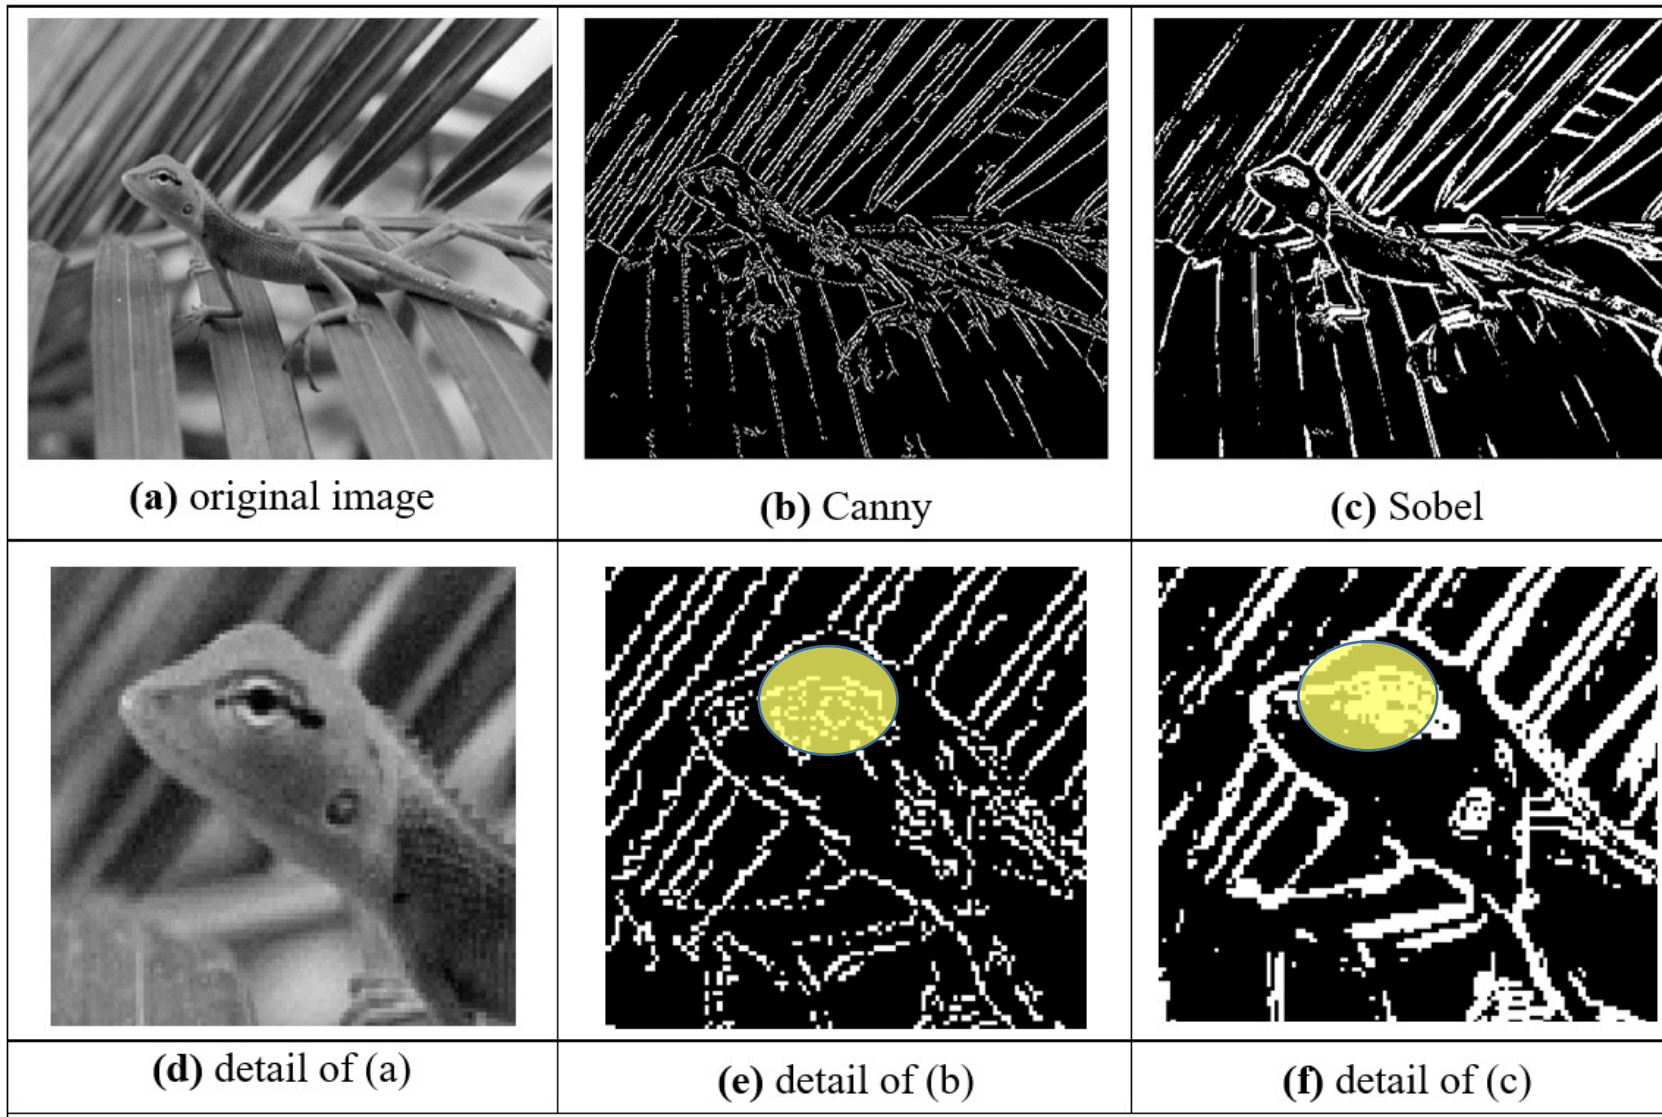 (a) original image
(b) Canny
(c) Sobel
(d) detail of (a)
(e) detail of (b)
(f) detail of (c)